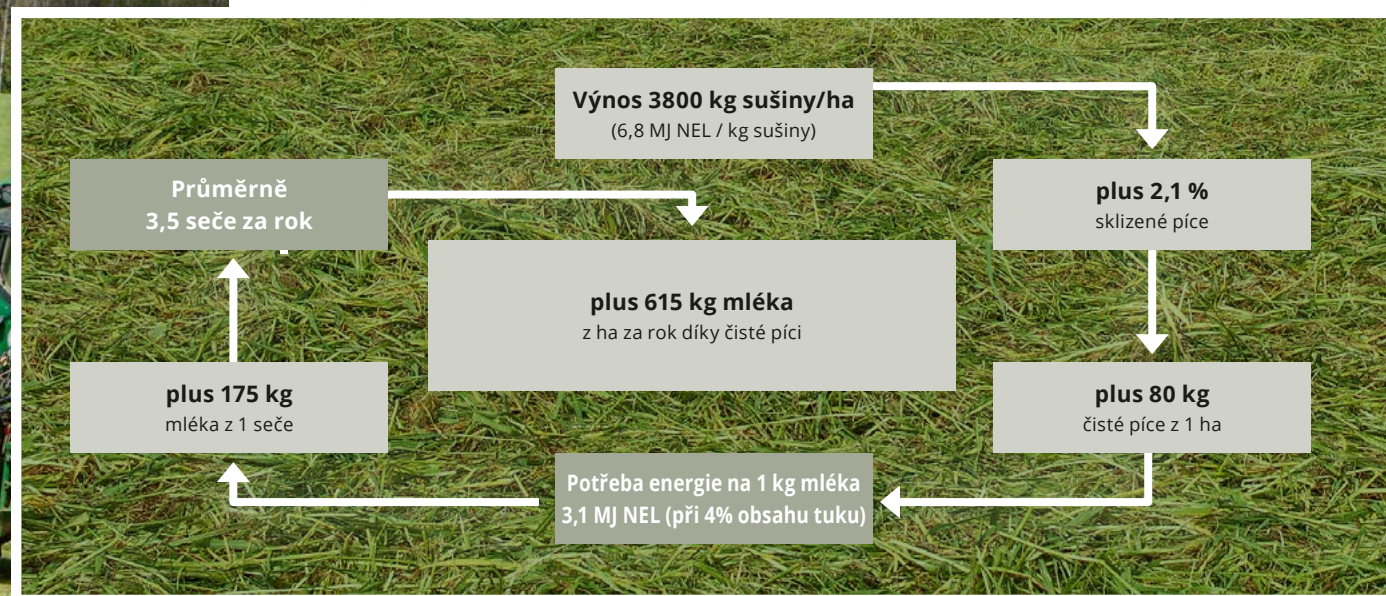 Výnos 3800 kg sušiny/ha
(6,8 MJ NEL / kg sušiny)
plus 2,1 %
sklizené píce
plus 80 kg
čisté píce z 1 ha
Potřeba energie na 1 kg mléka
3,1 MJ NEL (při 4% obsahu tuku)
plus 175 kg
mléka z 1 seče
Průměrně
3,5 seče za rok
plus 615 kg mléka
z ha za rok díky čisté píci